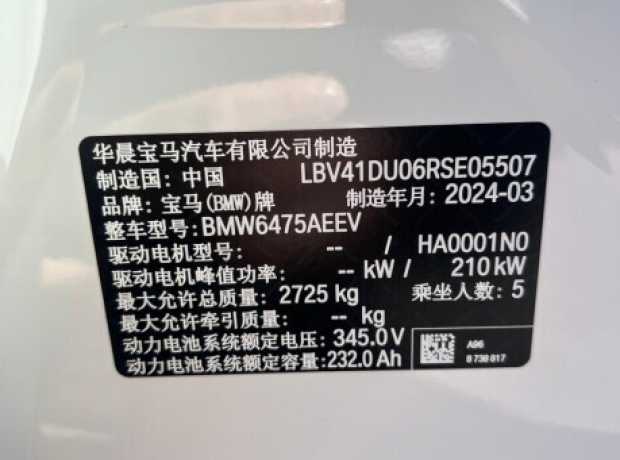 华晨宝马汽车有限公司制造
制造国: 中国 LBV41DU06RSE05507
品牌: 宝马(BMW)牌 制造年月: 2024-03
整车型号: BMW6475AEEV
驱动电机型号: -- / HA0001N0
驱动电机峰值功率: -- kW / 210 kW
最大允许总质量: 2725 kg 乘坐人数: 5
最大允许牵引质量: -- kg
动力电池系统额定电压: 345.0 V
动力电池系统额定容量: 232.0 Ah
A96
8 738 817